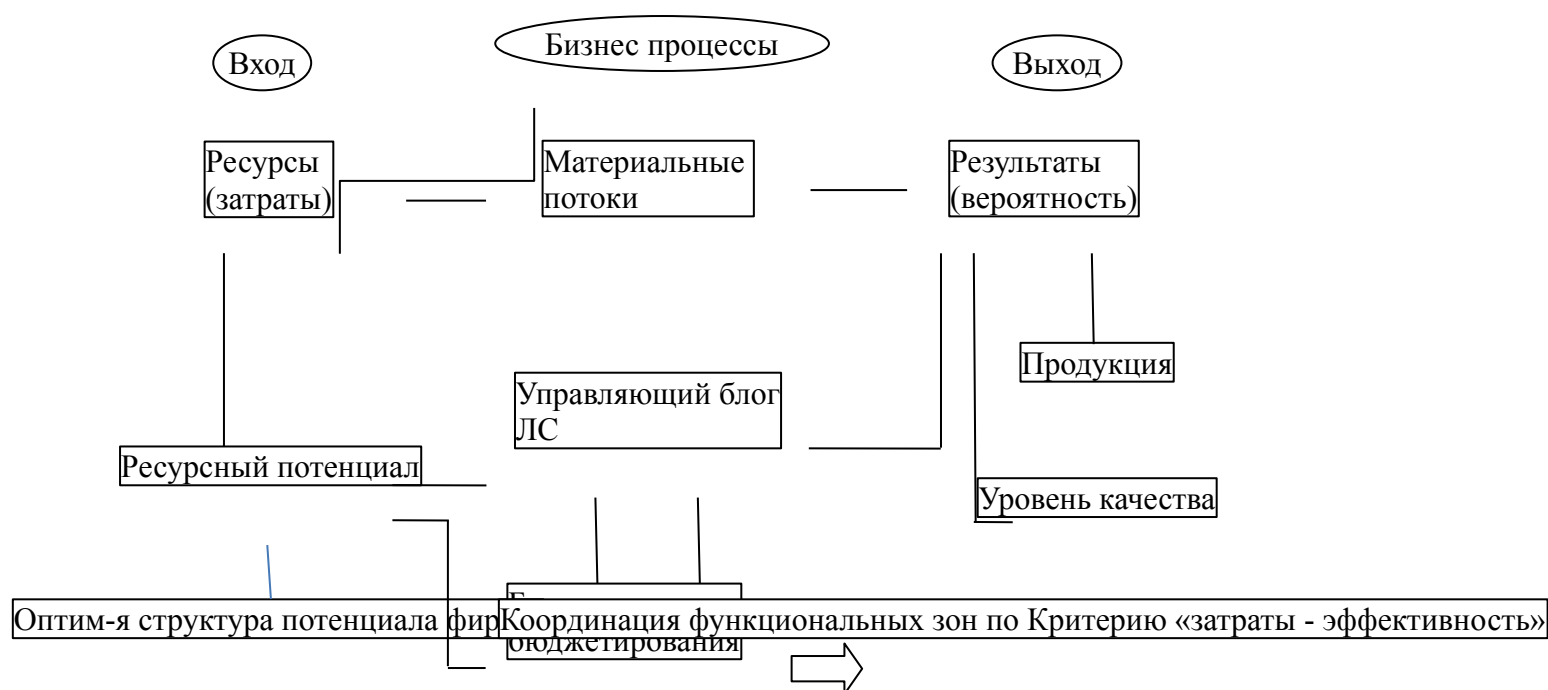 Вход
Бизнес процессы
Выход
Ресурсы
(затраты)
Материальные
потоки
Результаты
(вероятность)
Продукция
Управляющий блог
ЛС
Ресурсный потенциал
Уровень качества
Оптим-я структура потенциала
Координация функциональных зон по Критерию «затраты - эффективность»
бюджетирования